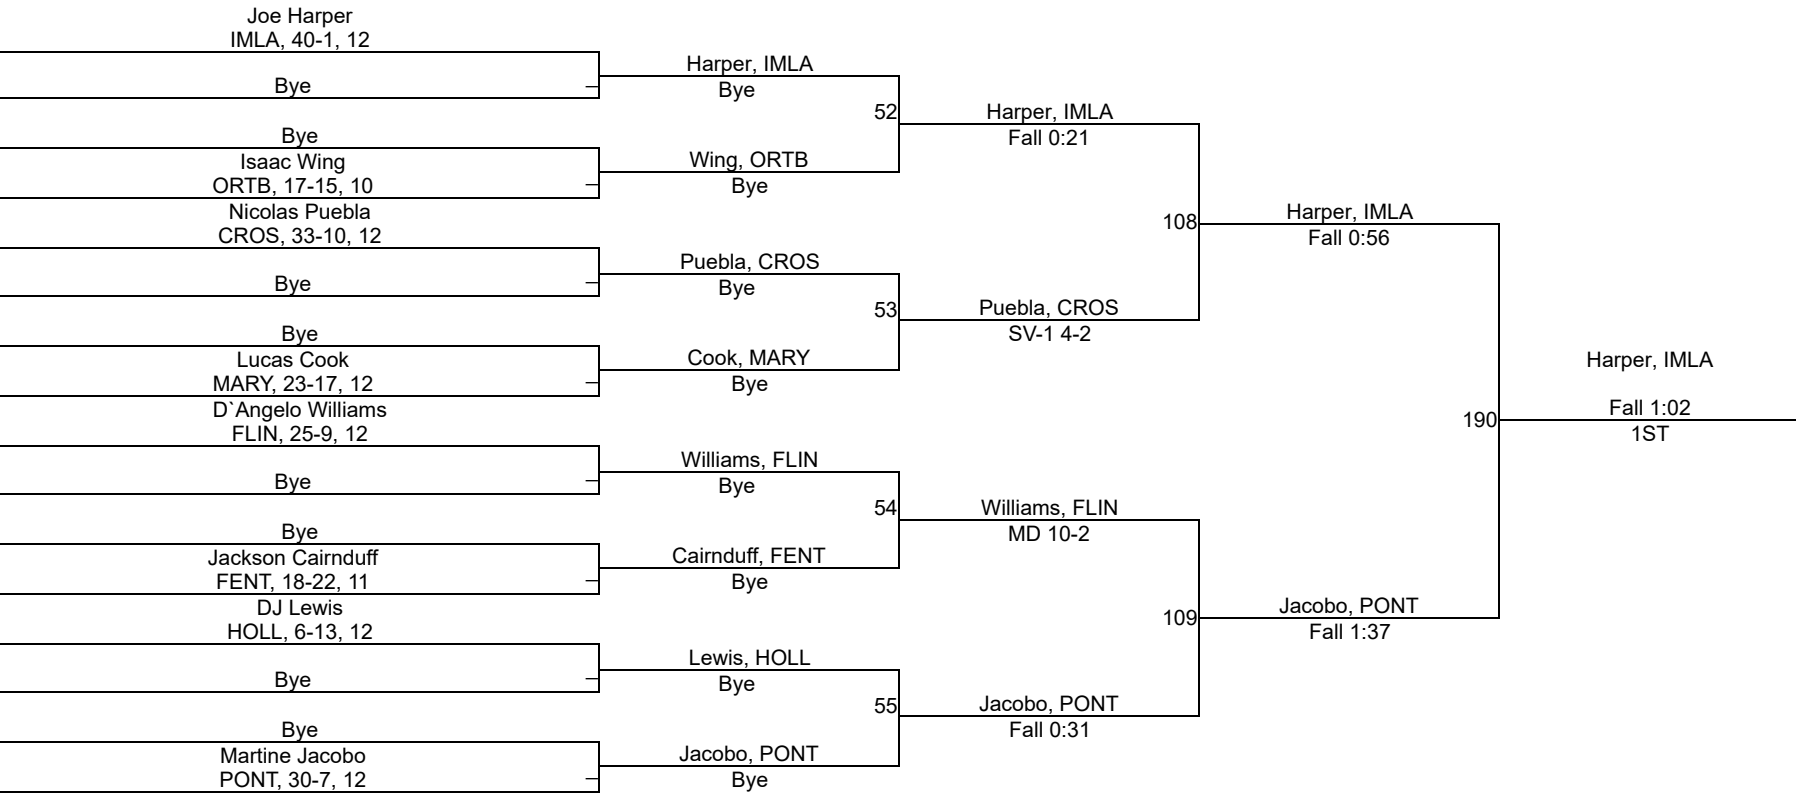 Joe Harper
IMLA, 40-1, 12
Bye
Bye
Isaac Wing
ORTB, 17-15, 10
Nicolas Puebla
CROS, 33-10, 12
Bye
Bye
Lucas Cook
MARY, 23-17, 12
D`Angelo Williams
FLIN, 25-9, 12
Bye
Bye
Jackson Cairnduff
FENT, 18-22, 11
DJ Lewis
HOLL, 6-13, 12
Bye
Bye
Martine Jacobo
PONT, 30-7, 12
Harper, IMLA
Bye
52
Wing, ORTB
Bye
Puebla, CROS
Bye
53
Cook, MARY
Bye
Williams, FLIN
Bye
54
Cairnduff, FENT
Bye
Lewis, HOLL
Bye
55
Jacobo, PONT
Bye
Harper, IMLA
Fall 0:21
108
Puebla, CROS
SV-1 4-2
Williams, FLIN
MD 10-2
109
Jacobo, PONT
Fall 0:31
Harper, IMLA
Fall 0:56
190
Jacobo, PONT
Fall 1:37
Harper, IMLA
Fall 1:02
1ST